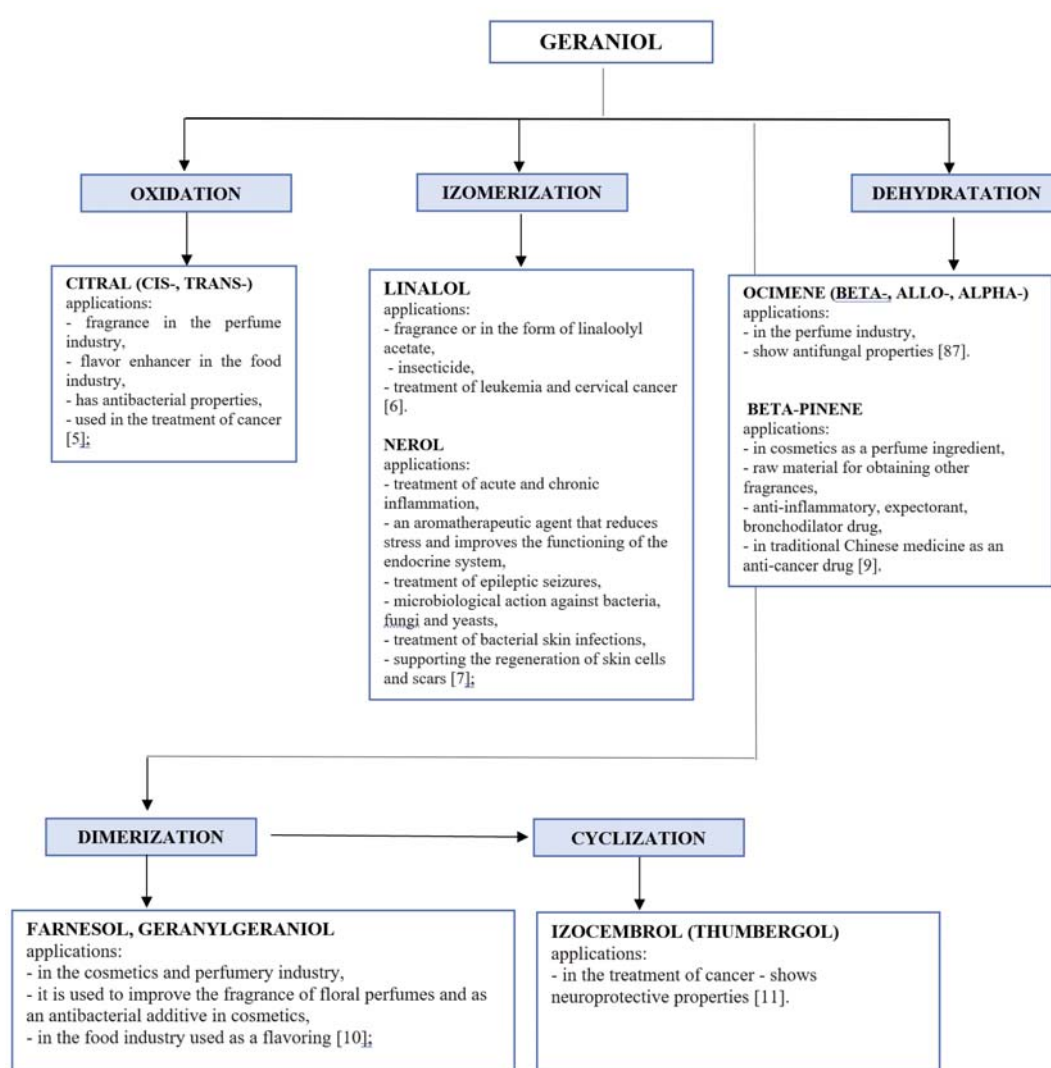 GERANIOL
OXIDATION
IZOMERIZATION
DEHYDRATATION
CITRAL (CIS-, TRANS-)
applications:
- fragrance in the perfume
industry,
- flavor enhancer in the food
industry,
- has antibacterial properties,
- used in the treatment of cancer
[5];
LINALOL
applications:
- fragrance or in the form of linaloolyl
acetate,
- insecticide,
- treatment of leukemia and cervical cancer
[6].
NEROL
applications:
- treatment of acute and chronic
inflammation,
- an aromatherapeutic agent that reduces
stress and improves the functioning of the
endocrine system,
- treatment of epileptic seizures,
- microbiological action against bacteria,
fungi and yeasts,
- treatment of bacterial skin infections,
- supporting the regeneration of skin cells
and scars [7];
OCIMENE (BETA-, ALLO-, ALPHA-)
applications:
- in the perfume industry,
- show antifungal properties [87].
BETA-PINENE
applications:
- in cosmetics as a perfume ingredient,
- raw material for obtaining other
fragrances,
- anti-inflammatory, expectorant,
bronchodilator drug,
- in traditional Chinese medicine as an
anti-cancer drug [9].
DIMERIZATION
CYCLIZATION
FARNESOL, GERANYLGERANIOL
applications:
- in the cosmetics and perfumery industry,
- it is used to improve the fragrance of floral perfumes and as
an antibacterial additive in cosmetics,
- in the food industry used as a flavoring [10];
IZOCEMBROL (THUMBERGOL)
applications:
- in the treatment of cancer - shows
neuroprotective properties [11].